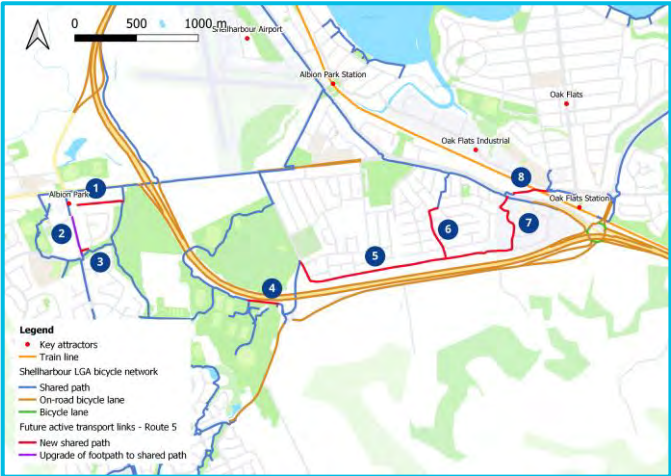 0 500 1000 m
Shellharbour Airport
Albion Park Station
Oak Flats
Oak Flats Industrial
8
1
Albion Park
Oak Flats Station
2
6
7
3
5
4
Legend
Key attractors
Train line
Shellharbour LGA bicycle network
Shared path
On-road bicycle lane
Bicycle lane
Future active transport links - Route 5
New shared path
Upgrade of footpath to shared path